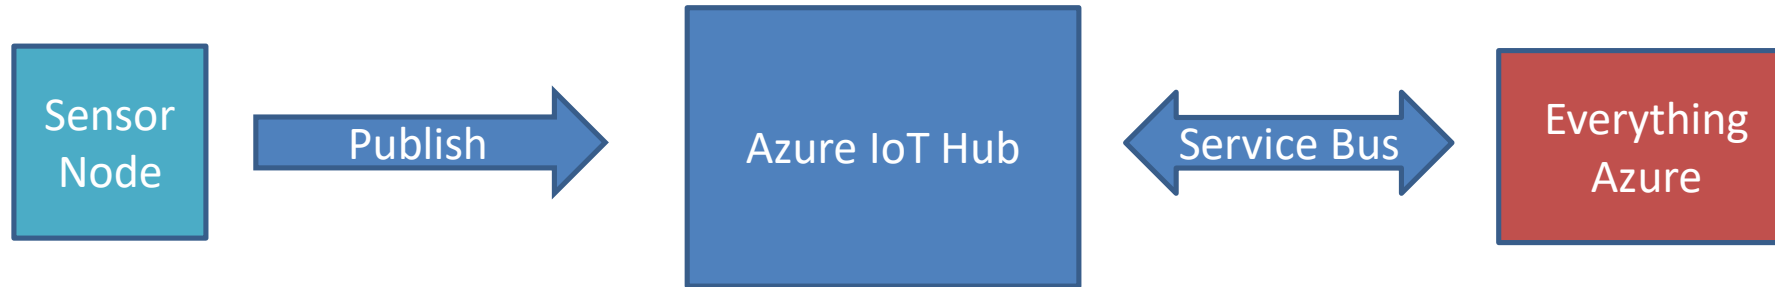 Sensor
Node
Publish
Azure IoT Hub
Service Bus
Everything
Azure